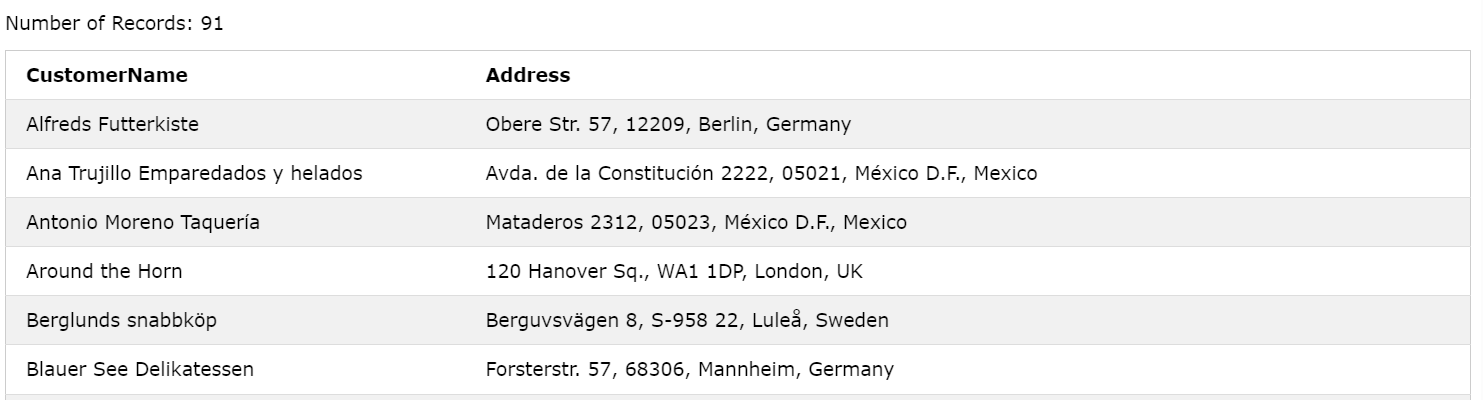 Number of Records: 91
CustomerName Address
Alfreds Futterkiste Obere Str. 57, 12209, Berlin, Germany
Ana Trujillo Emparedados y helados Avda. de la Constitución 2222, 05021, México D.F., Mexico
Antonio Moreno Taquería Mataderos 2312, 05023, México D.F., Mexico
Around the Horn 120 Hanover Sq., WA1 1DP, London, UK
Berglunds snabbköp Berguvsvägen 8, S-958 22, Luleå, Sweden
Blauer See Delikatessen Forsterstr. 57, 68306, Mannheim, Germany